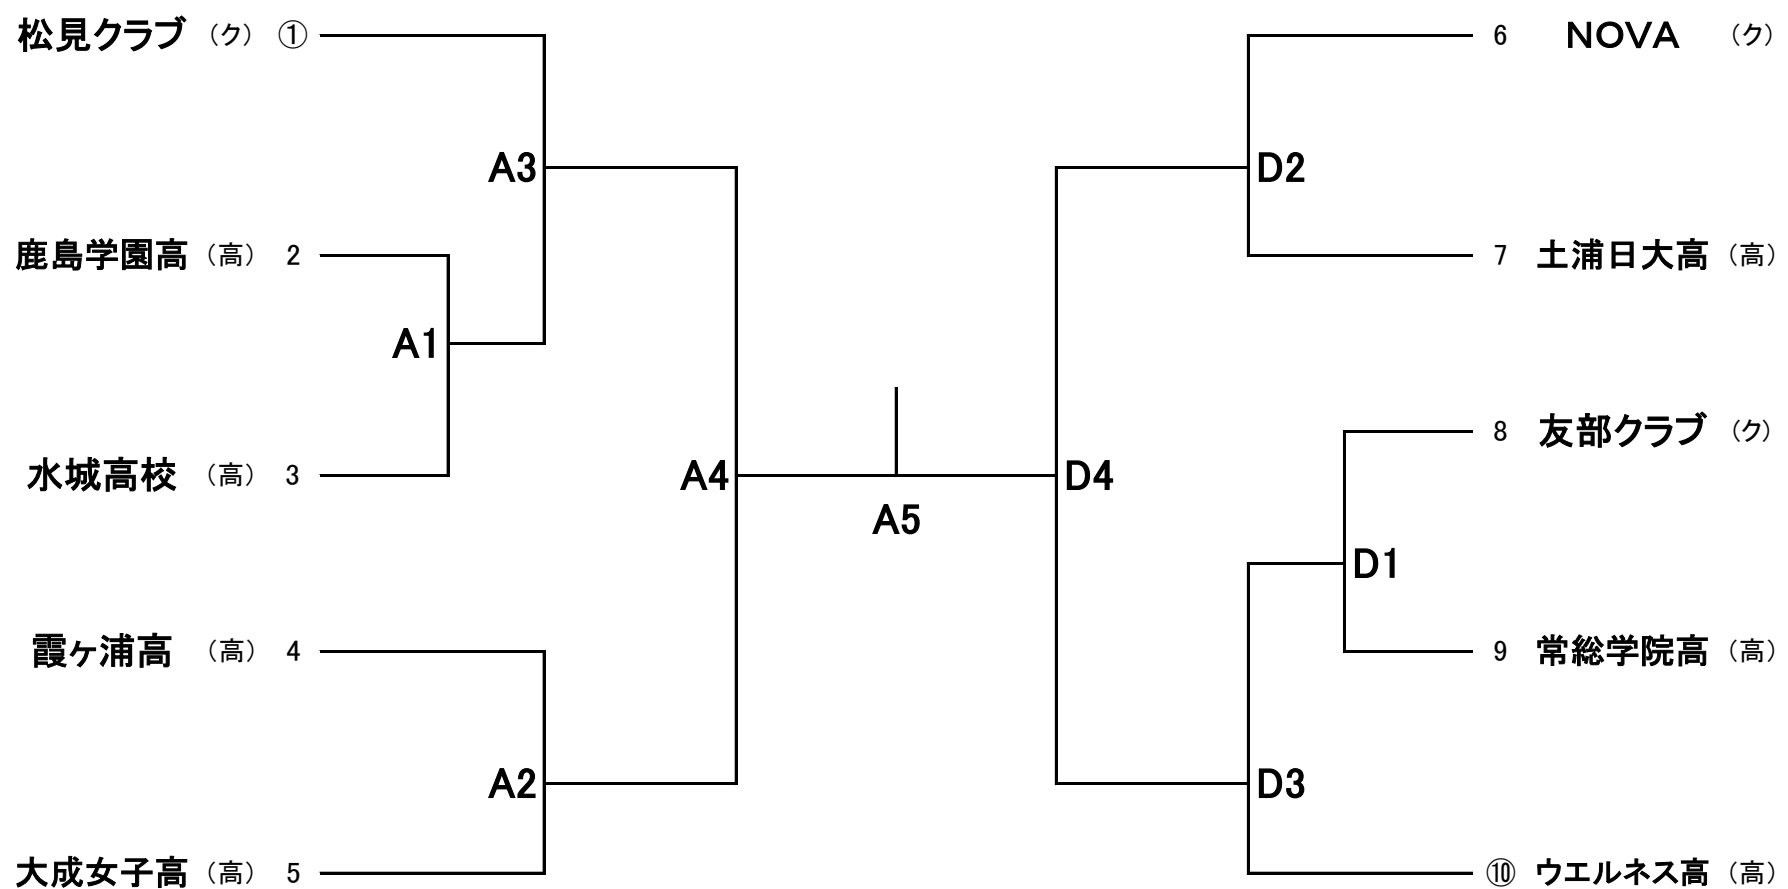 松見クラブ （ク） ①
鹿島学園高 （高） 2
水城高校 （高） 3
霞ヶ浦高 （高） 4
大成女子高 （高） 5
A3
A1
A2
A4
A5
D4
D2
D1
D3
6 ＮＯＶＡ （ク）
7 土浦日大高 （高）
8 友部クラブ （ク）
9 常総学院高 （高）
⑩ ウエルネス高 （高）